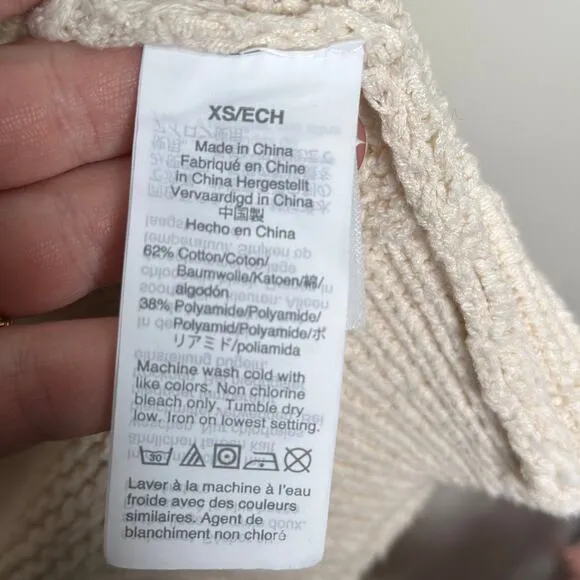 XS/ECH
Made in China
Fabriqué en Chine
in China Hergestellt
Vervaardigd in China
中国製
Hecho en China
62% Cotton/Coton/
Baumwolle/Katoen/綿/
algodón
38% Polyamide/Polyamide/
Polyamid/Polyamide/ポ
リアミド/poliamida
Machine wash cold with
like colors. Non chlorine
bleach only. Tumble dry
low. Iron on lowest setting.
30
Laver à la machine à l'eau
froide avec des couleurs
similaires. Agent de
blanchiment non chloré